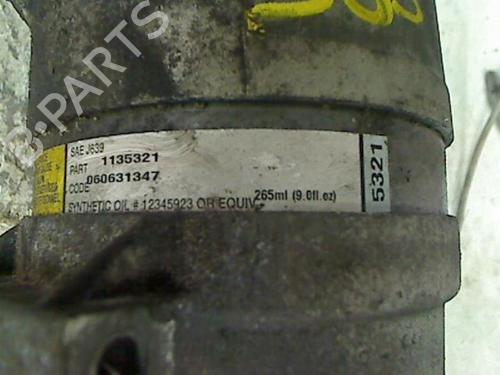 B-PARTS
SAE J639
PART 1135321
CODE 060631347
SYNTHETIC OIL # 12345923 OR EQUIV.
265ml (9.0fl.oz)
5321